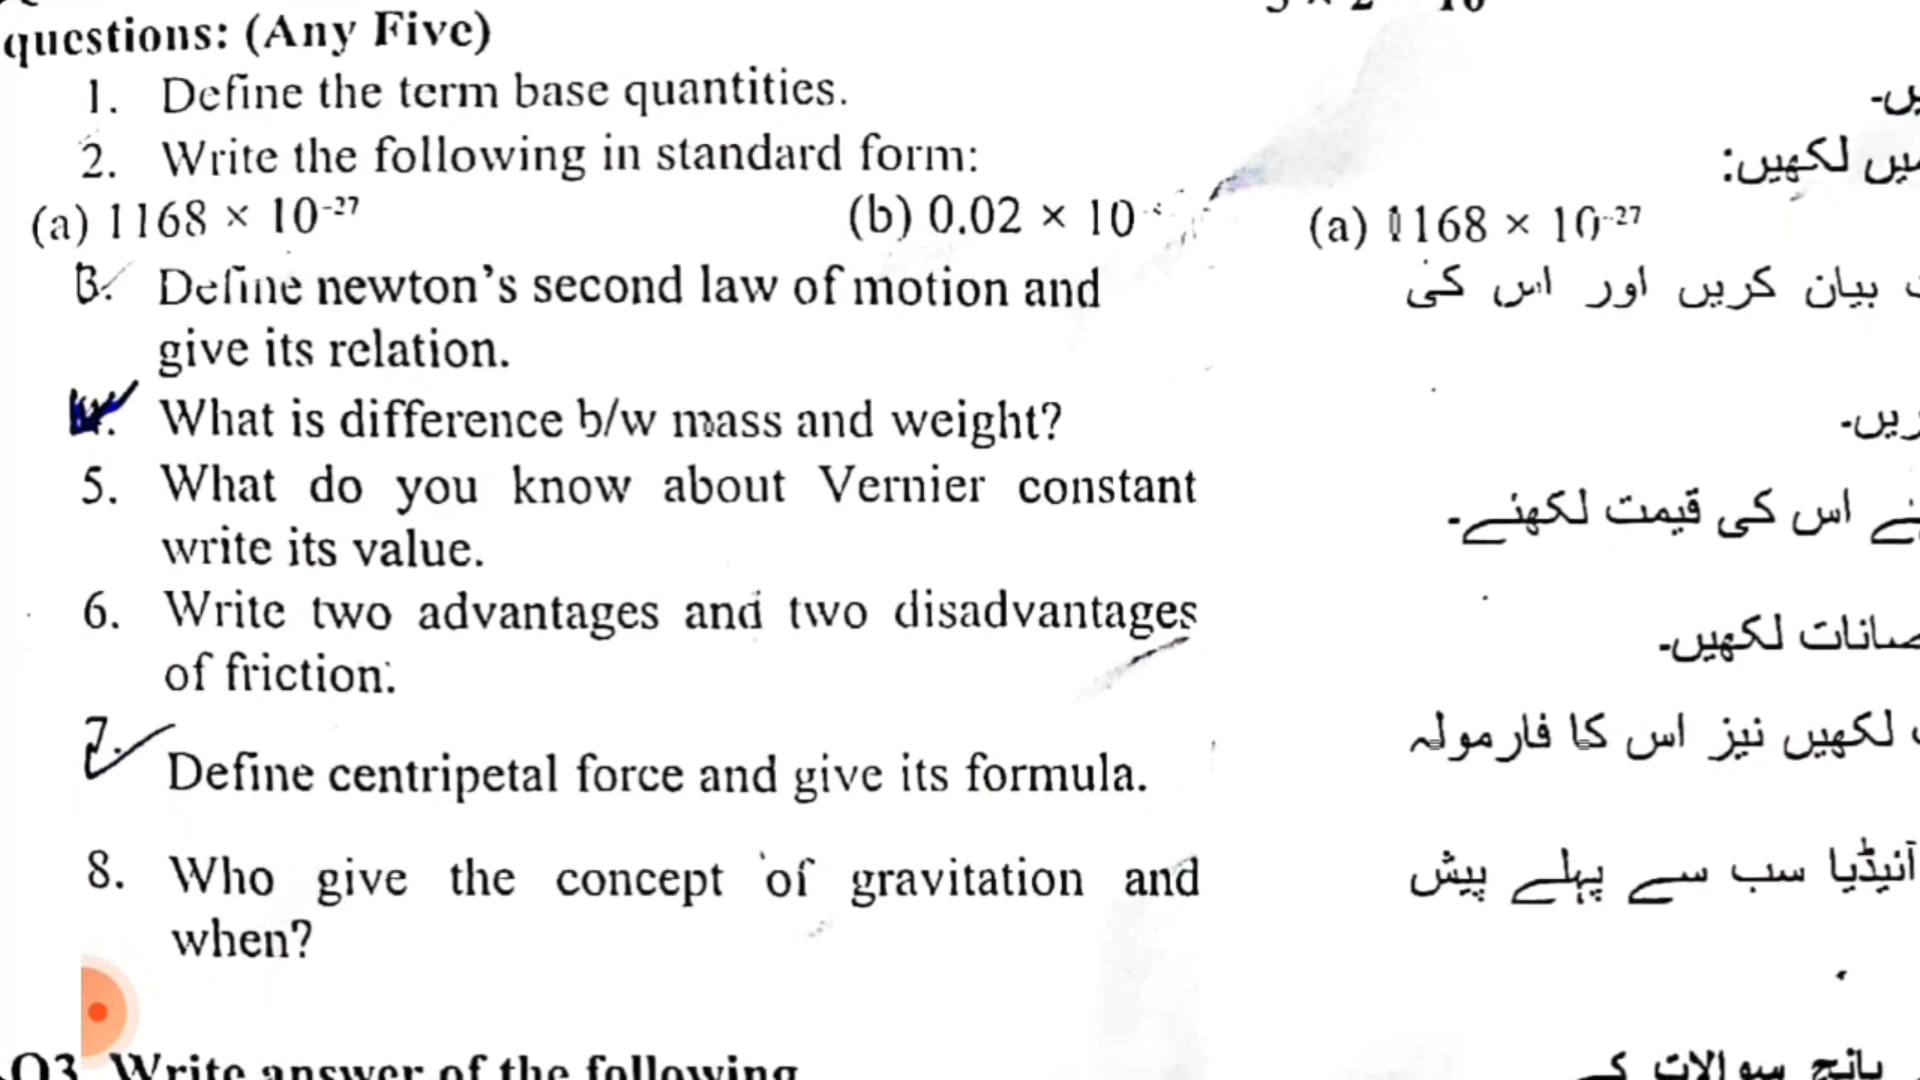 questions: (Any Five)
1. Define the term base quantities.
2. Write the following in standard form:
(a) 1168 × 10⁻²⁷ (b) 0.02 × 10
3. Define newton's second law of motion and
give its relation.
What is difference b/w mass and weight?
5. What do you know about Vernier constant
write its value.
6. Write two advantages and two disadvantages
of friction.
7.
Define centripetal force and give its formula.
8. Who give the concept of gravitation and
when?
Q3. Write answer of the following
لکھیں:
(a) 1168 × 10⁻²⁷
بیان کریں اور اس کی
اس کی قیمت لکھئے۔
لکھیں۔
لکھیں نیز اس کا فارمولہ
آئیڈیا سب سے پہلے پیش
پانچ سوالات کے